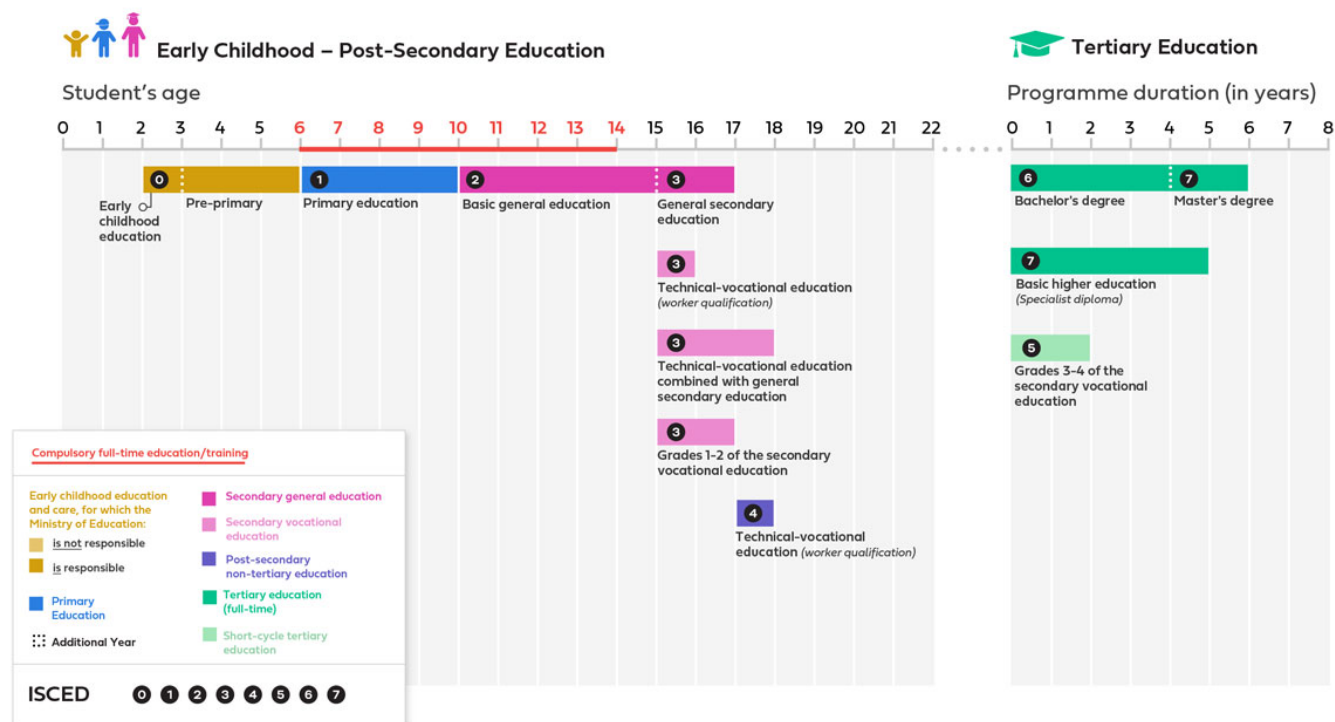 Early Childhood – Post-Secondary Education
Tertiary Education
Student's age
Programme duration (in years)
0 1 2 3 4 5 6 7 8 9 10 11 12 13 14 15 16 17 18 19 20 21 22
0 1 2 3 4 5 6 7 8
0 1 2 3
Early
childhood
education
Pre-primary
Primary education
Basic general education
General secondary
education
3
Technical-vocational education
(worker qualification)
3
Technical-vocational education
combined with general
secondary education
3
Grades 1-2 of the secondary
vocational education
4
Technical-vocational
education (worker qualification)
6 7
Bachelor's degree
Master's degree
7
Basic higher education
(Specialist diploma)
5
Grades 3-4 of the
secondary vocational
education
Compulsory full-time education/training
Early childhood education
and care, for which the
Ministry of Education:
is not responsible
is responsible
Primary
Education
Additional Year
Secondary general education
Secondary vocational
education
Post-secondary
non-tertiary education
Tertiary education
(full-time)
Short-cycle tertiary
education
ISCED 0 1 2 3 4 5 6 7